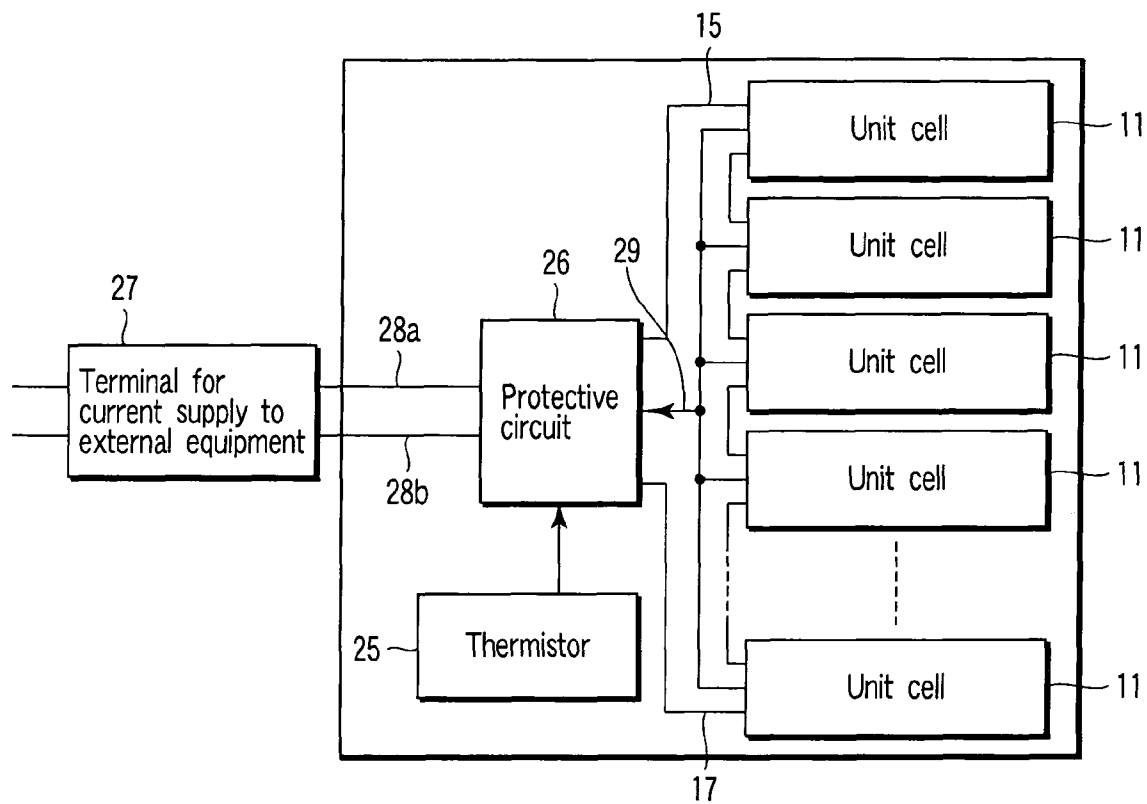 15
Unit cell
11
Unit cell
11
29
26
27
28a
Unit cell
11
Terminal for
current supply to
external equipment
Protective
circuit
28b
Unit cell
11
25
Thermistor
Unit cell
11
17